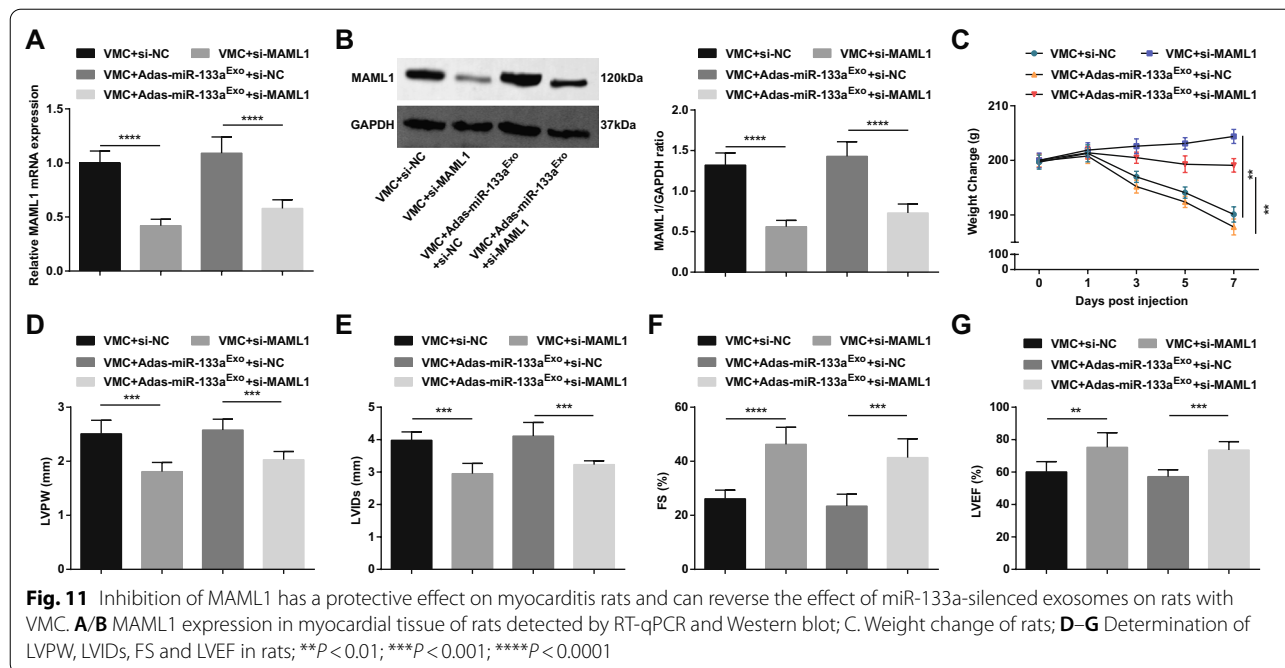 A
VMC+si-NC
VMC+si-MAML1
VMC+Adas-miR-133aExo+si-NC
VMC+Adas-miR-133aExo+si-MAML1
Relative MAML1 mRNA expression
1.5
1.0
0.5
0.0
****
****
B
MAML1
120kDa
GAPDH
37kDa
VMC+si-NC
VMC+si-MAML1
VMC+Adas-miR-133aExo
+si-NC
VMC+Adas-miR-133aExo
+si-MAML1
VMC+si-NC
VMC+si-MAML1
VMC+Adas-miR-133aExo+si-NC
VMC+Adas-miR-133aExo+si-MAML1
MAML1/GAPDH ratio
2.0
1.5
1.0
0.5
0.0
****
****
C
VMC+si-NC
VMC+si-MAML1
VMC+Adas-miR-133aExo+si-NC
VMC+Adas-miR-133aExo+si-MAML1
Weight Change (g)
210
200
190
100
0
0 1 3 5 7
Days post injection
**
**
D
VMC+si-NC
VMC+si-MAML1
VMC+Adas-miR-133aExo+si-NC
VMC+Adas-miR-133aExo+si-MAML1
LVPW (mm)
3
2
1
0
***
***
E
VMC+si-NC
VMC+si-MAML1
VMC+Adas-miR-133aExo+si-NC
VMC+Adas-miR-133aExo+si-MAML1
LVIDs (mm)
5
4
3
2
1
0
***
***
F
VMC+si-NC
VMC+si-MAML1
VMC+Adas-miR-133aExo+si-NC
VMC+Adas-miR-133aExo+si-MAML1
FS (%)
60
40
20
0
****
***
G
VMC+si-NC
VMC+si-MAML1
VMC+Adas-miR-133aExo+si-NC
VMC+Adas-miR-133aExo+si-MAML1
LVEF (%)
100
80
60
40
20
0
**
***
Fig. 11 Inhibition of MAML1 has a protective effect on myocarditis rats and can reverse the effect of miR-133a-silenced exosomes on rats with
VMC. A/B MAML1 expression in myocardial tissue of rats detected by RT-qPCR and Western blot; C. Weight change of rats; D–G Determination of
LVPW, LVIDs, FS and LVEF in rats; **P < 0.01; ***P < 0.001; ****P < 0.0001